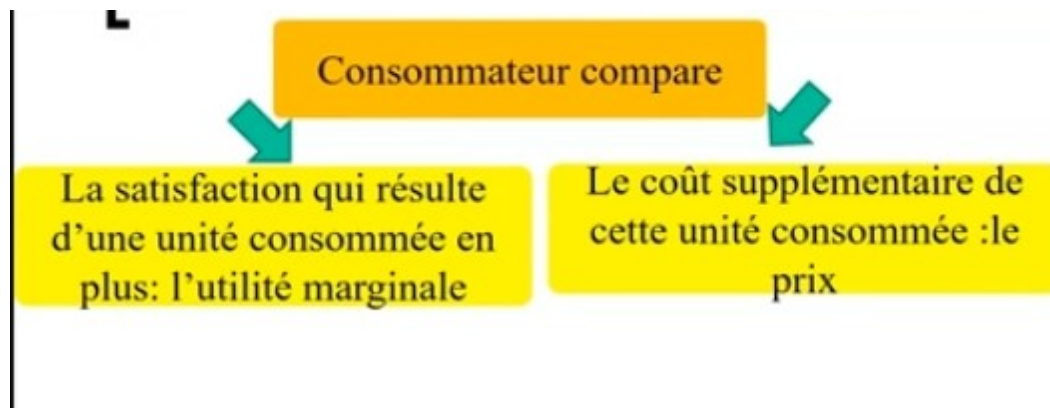 Consommateur compare
La satisfaction qui résulte
d’une unité consommée en
plus: l’utilité marginale
Le coût supplémentaire de
cette unité consommée :le
prix